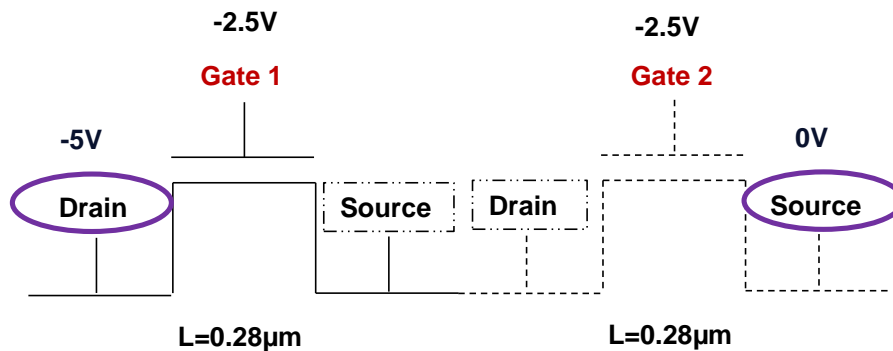 -2.5V
-2.5V
Gate 1
Gate 2
-5V
0V
Drain
Source
Drain
Source
L=0.28µm
L=0.28µm